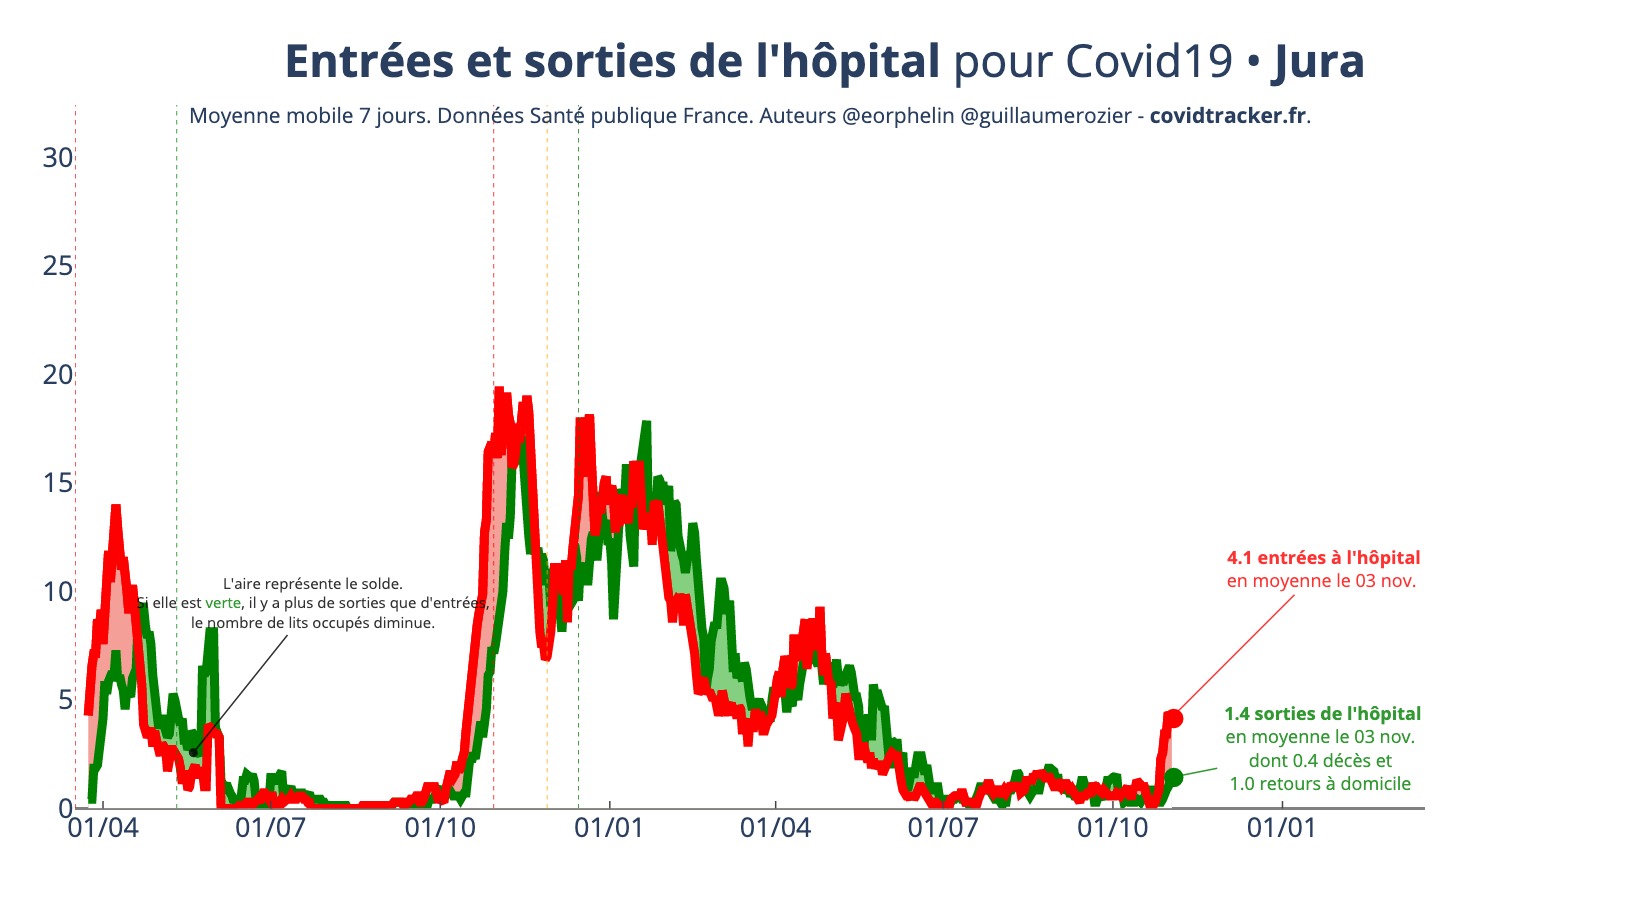 Entrées et sorties de l'hôpital pour Covid19 • Jura
Moyenne mobile 7 jours. Données Santé publique France. Auteurs @eorphelin @guillaumerozier - covidtracker.fr.
30
25
20
15
10
5
0
L'aire représente le solde.
Si elle est verte, il y a plus de sorties que d'entrées,
le nombre de lits occupés diminue.
4.1 entrées à l'hôpital
en moyenne le 03 nov.
1.4 sorties de l'hôpital
en moyenne le 03 nov.
dont 0.4 décès et
1.0 retours à domicile
01/04 01/07 01/10 01/01 01/04 01/07 01/10 01/01